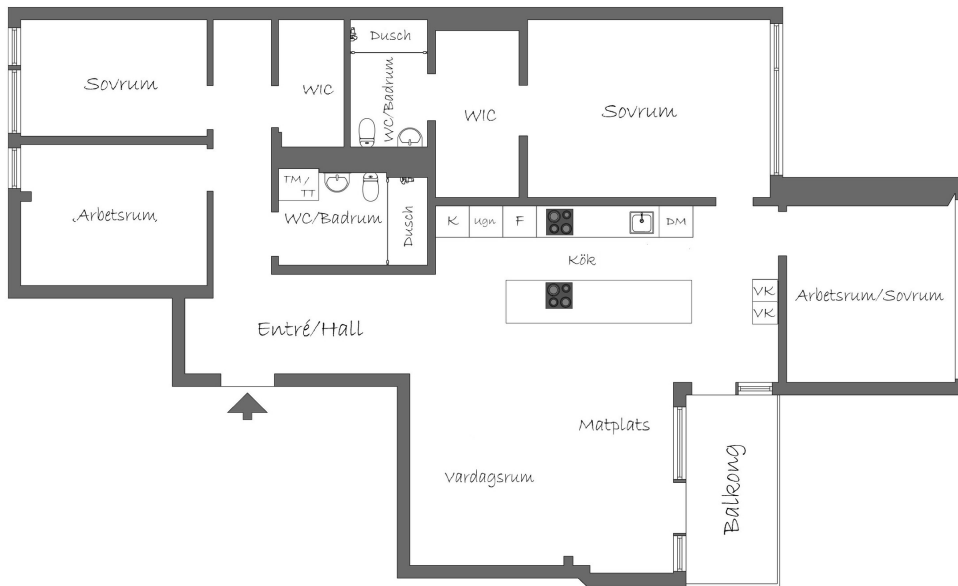 Dusch
Sovrum
WIC
WC/Badrum
WIC
Sovrum
TM/
TT
WC/Badrum
Dusch
Arbetsrum
K
ugn
F
DM
Kök
VK
VK
Arbetsrum/Sovrum
Entré/Hall
Matplats
Vardagsrum
Balkong